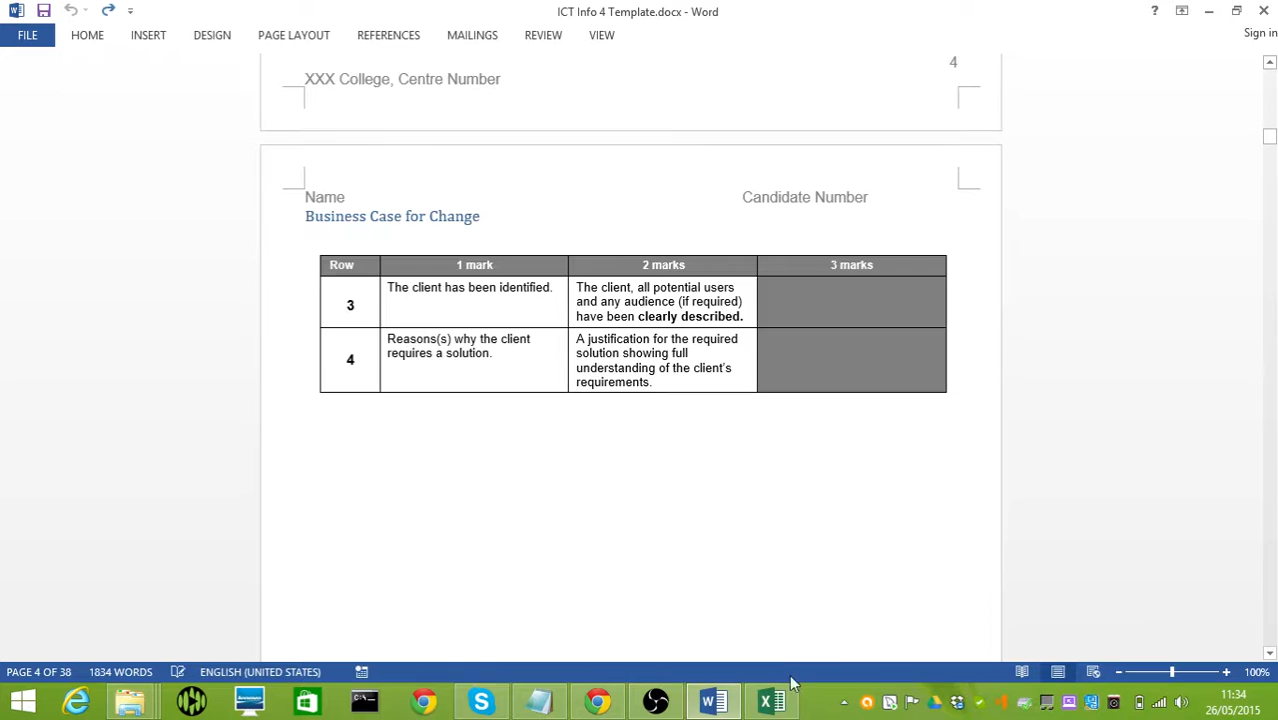 ICT Info 4 Template.docx - Word
?
FILE
HOME
INSERT
DESIGN
PAGE LAYOUT
REFERENCES
MAILINGS
REVIEW
VIEW
Sign in
4
XXX College, Centre Number
Name
Candidate Number
Business Case for Change
Row
1 mark
2 marks
3 marks
3
The client has been identified.
The client, all potential users
and any audience (if required)
have been clearly described.
4
Reasons(s) why the client
requires a solution.
A justification for the required
solution showing full
understanding of the client's
requirements.
PAGE 4 OF 38
1834 WORDS
ENGLISH (UNITED STATES)
100%
11:34
26/05/2015